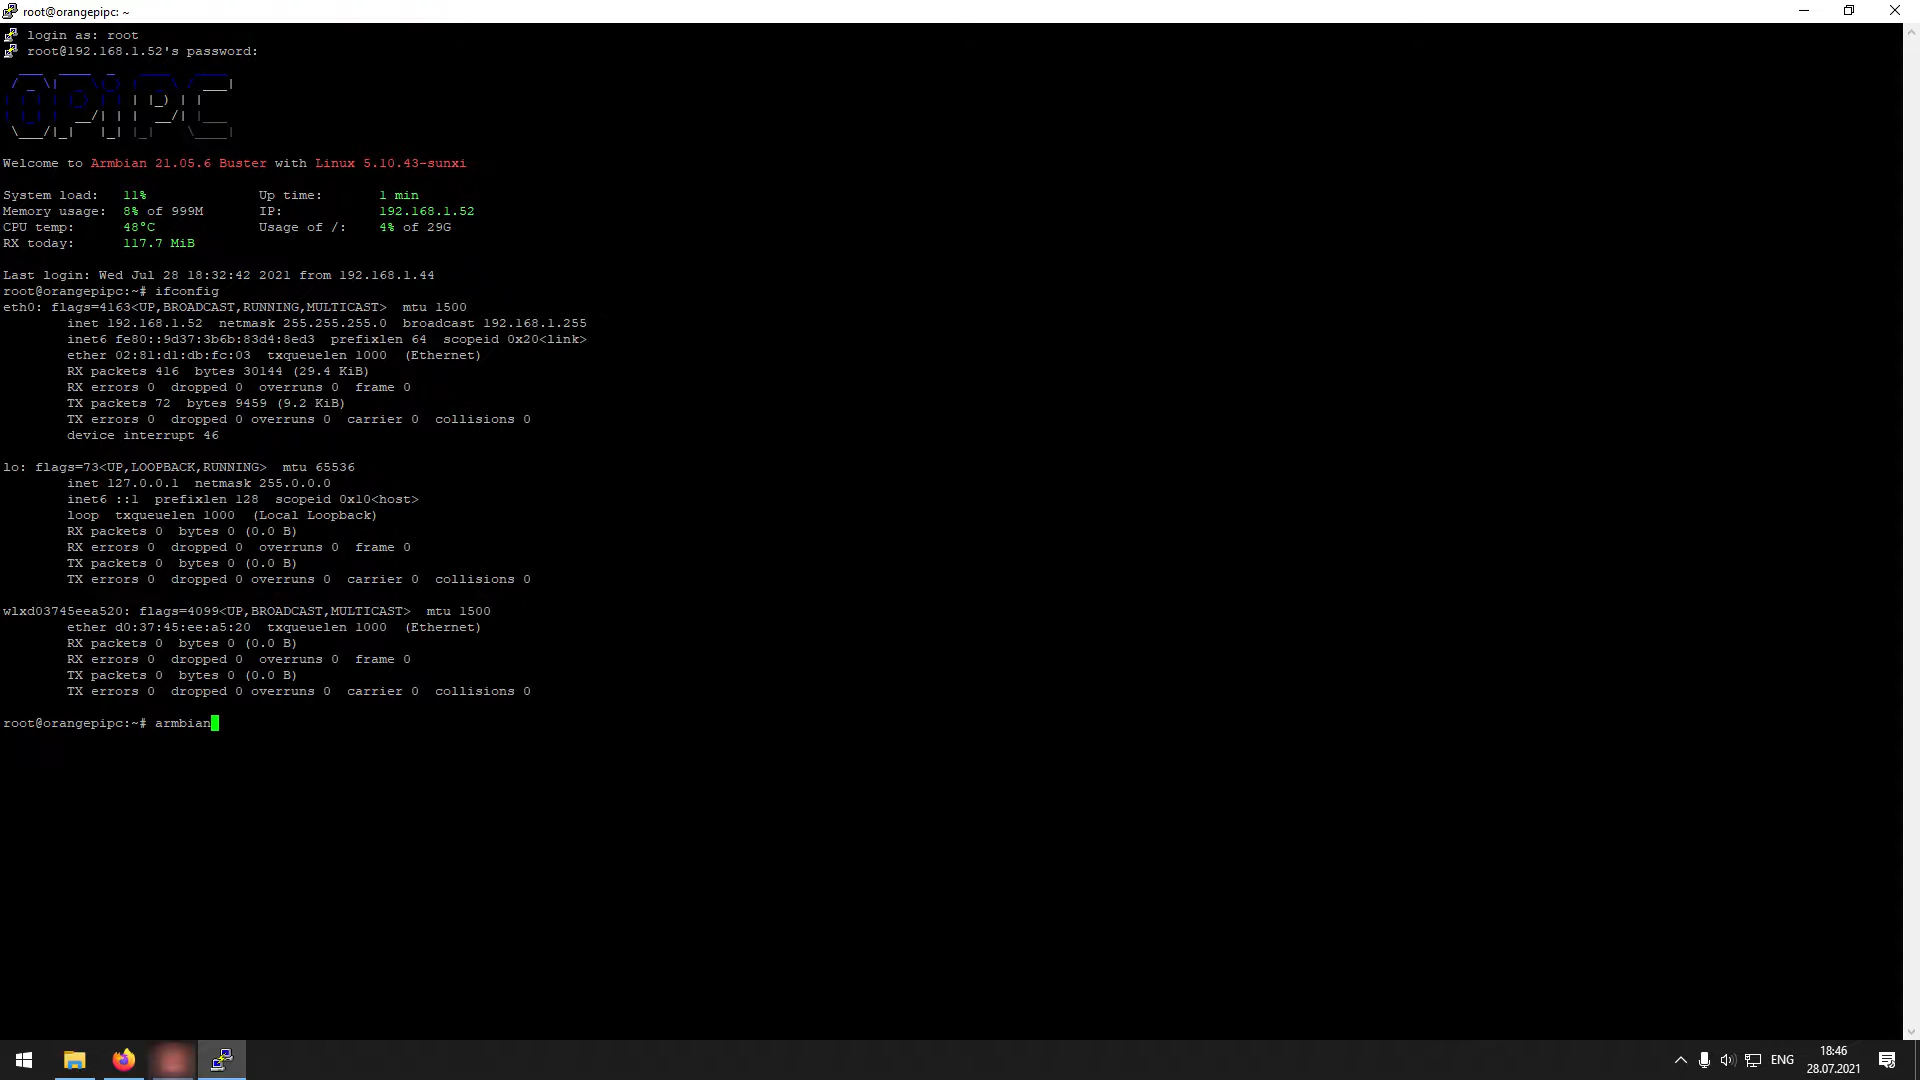 root@orangepipc: ~
login as: root
root@192.168.1.52's password:
OPiPC
Welcome to Armbian 21.05.6 Buster with Linux 5.10.43-sunxi
System load: 11% Up time: 1 min
Memory usage: 8% of 999M IP: 192.168.1.52
CPU temp: 48°C Usage of /: 4% of 29G
RX today: 117.7 MiB
Last login: Wed Jul 28 18:32:42 2021 from 192.168.1.44
root@orangepipc:~# ifconfig
eth0: flags=4163<UP,BROADCAST,RUNNING,MULTICAST> mtu 1500
inet 192.168.1.52 netmask 255.255.255.0 broadcast 192.168.1.255
inet6 fe80::9d37:3b6b:83d4:8ed3 prefixlen 64 scopeid 0x20<link>
ether 02:81:d1:db:fc:03 txqueuelen 1000 (Ethernet)
RX packets 416 bytes 30144 (29.4 KiB)
RX errors 0 dropped 0 overruns 0 frame 0
TX packets 72 bytes 9459 (9.2 KiB)
TX errors 0 dropped 0 overruns 0 carrier 0 collisions 0
device interrupt 46
lo: flags=73<UP,LOOPBACK,RUNNING> mtu 65536
inet 127.0.0.1 netmask 255.0.0.0
inet6 ::1 prefixlen 128 scopeid 0x10<host>
loop txqueuelen 1000 (Local Loopback)
RX packets 0 bytes 0 (0.0 B)
RX errors 0 dropped 0 overruns 0 frame 0
TX packets 0 bytes 0 (0.0 B)
TX errors 0 dropped 0 overruns 0 carrier 0 collisions 0
wlxd03745eea520: flags=4099<UP,BROADCAST,MULTICAST> mtu 1500
ether d0:37:45:ee:a5:20 txqueuelen 1000 (Ethernet)
RX packets 0 bytes 0 (0.0 B)
RX errors 0 dropped 0 overruns 0 frame 0
TX packets 0 bytes 0 (0.0 B)
TX errors 0 dropped 0 overruns 0 carrier 0 collisions 0
root@orangepipc:~# armbian
ENG
18:46
28.07.2021